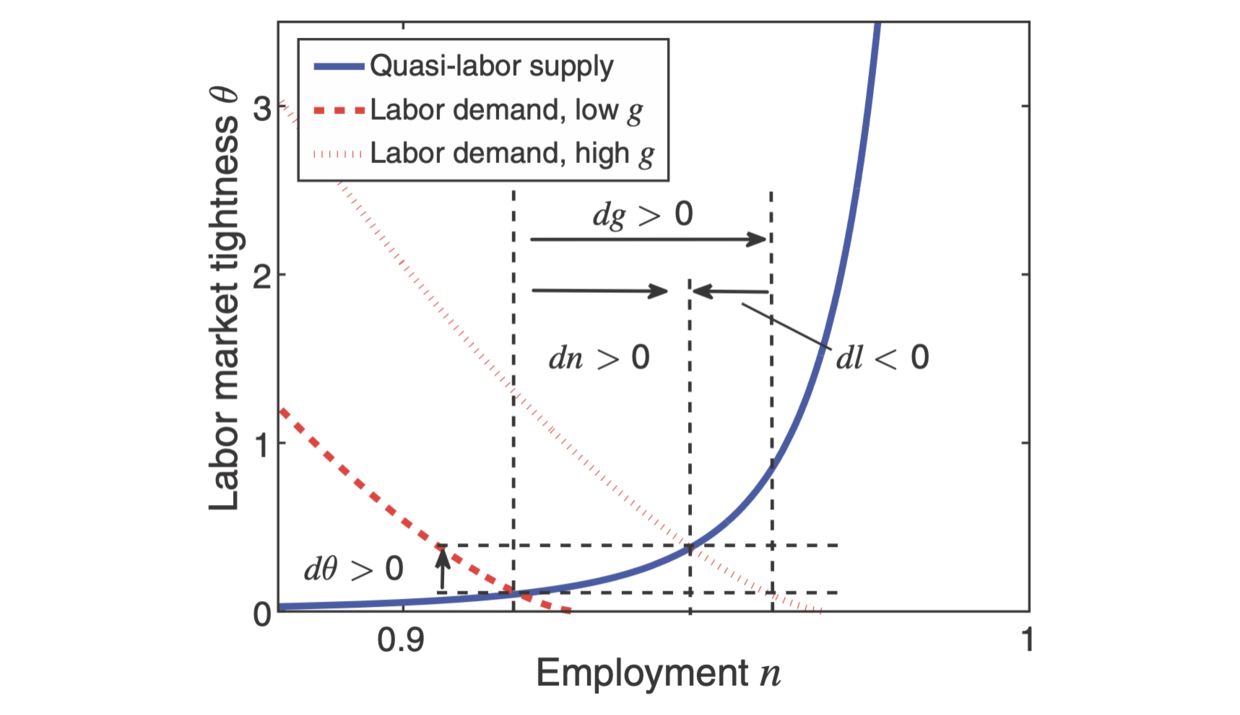 Quasi-labor supply
Labor demand, low g
Labor demand, high g
Labor market tightness θ
3
2
1
0
dg > 0
dn > 0
dl < 0
dθ > 0
0.9
1
Employment n